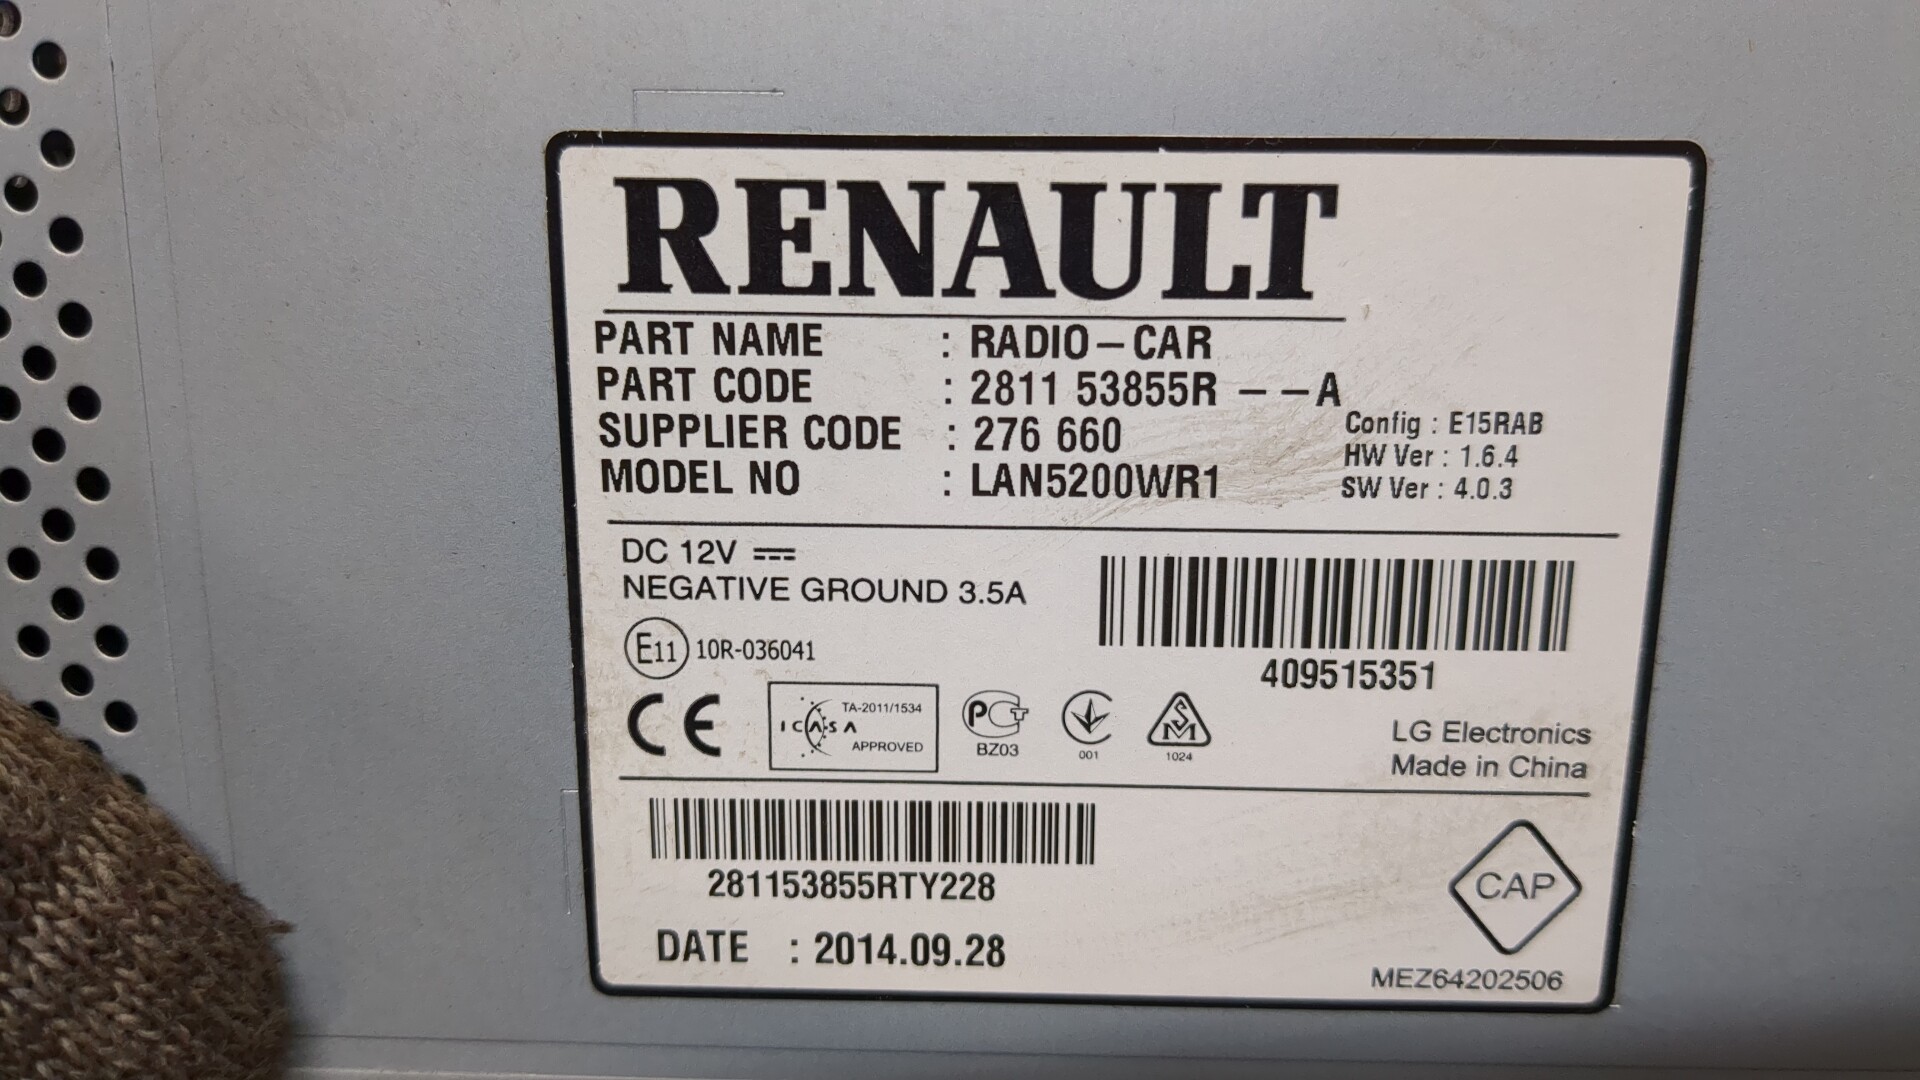 RENAULT
PART NAME : RADIO-CAR
PART CODE : 2811 53855R --A
SUPPLIER CODE : 276 660
MODEL NO : LAN5200WR1
Config : E15RAB
HW Ver : 1.6.4
SW Ver : 4.0.3
DC 12V
NEGATIVE GROUND 3.5A
E11 10R-036041
409515351
CE
TA-2011/1534
ICASA
APPROVED
PCT
BZ03
001
SM
1024
LG Electronics
Made in China
281153855RTY228
CAP
DATE : 2014.09.28
MEZ64202506